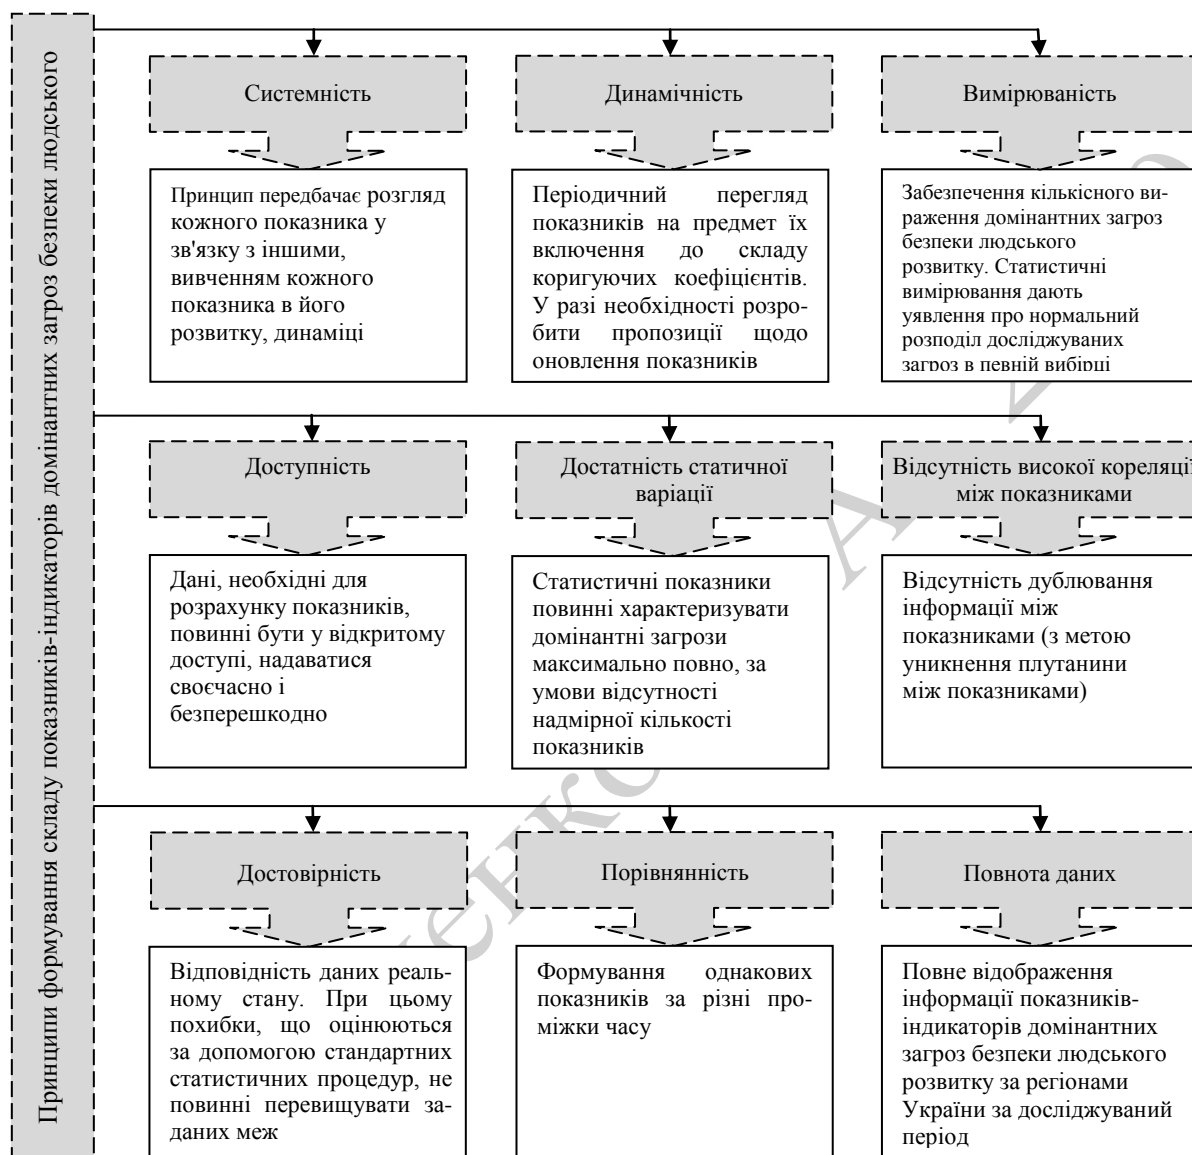 Принципи формування складу показників-індикаторів домінантних загроз безпеки людського
Системність
Динамічність
Вимірюваність
Принцип передбачає розгляд
кожного показника у
зв'язку з іншими,
вивченням кожного
показника в його
розвитку, динаміці
Періодичний перегляд
показників на предмет їх
включення до складу
коригуючих коефіцієнтів.
У разі необхідності розро-
бити пропозиції щодо
оновлення показників
Забезпечення кількісного ви-
раження домінантних загроз
безпеки людського
розвитку. Статистичні
вимірювання дають
уявлення про нормальний
розподіл досліджуваних
загроз в певній вибірці
Доступність
Достатність статичної
варіації
Відсутність високої кореляції
між показниками
Дані, необхідні для
розрахунку показників,
повинні бути у відкритому
доступі, надаватися
своєчасно і
безперешкодно
Статистичні показники
повинні характеризувати
домінантні загрози
максимально повно, за
умови відсутності
надмірної кількості
показників
Відсутність дублювання
інформації між
показниками (з метою
уникнення плутанини
між показниками)
Достовірність
Порівнянність
Повнота даних
Відповідність даних реаль-
ному стану. При цьому
похибки, що оцінюються
за допомогою стандартних
статистичних процедур, не
повинні перевищувати за-
даних меж
Формування однакових
показників за різні про-
міжки часу
Повне відображення
інформації показників-
індикаторів домінантних
загроз безпеки людського
розвитку за регіонами
України за досліджуваний
період